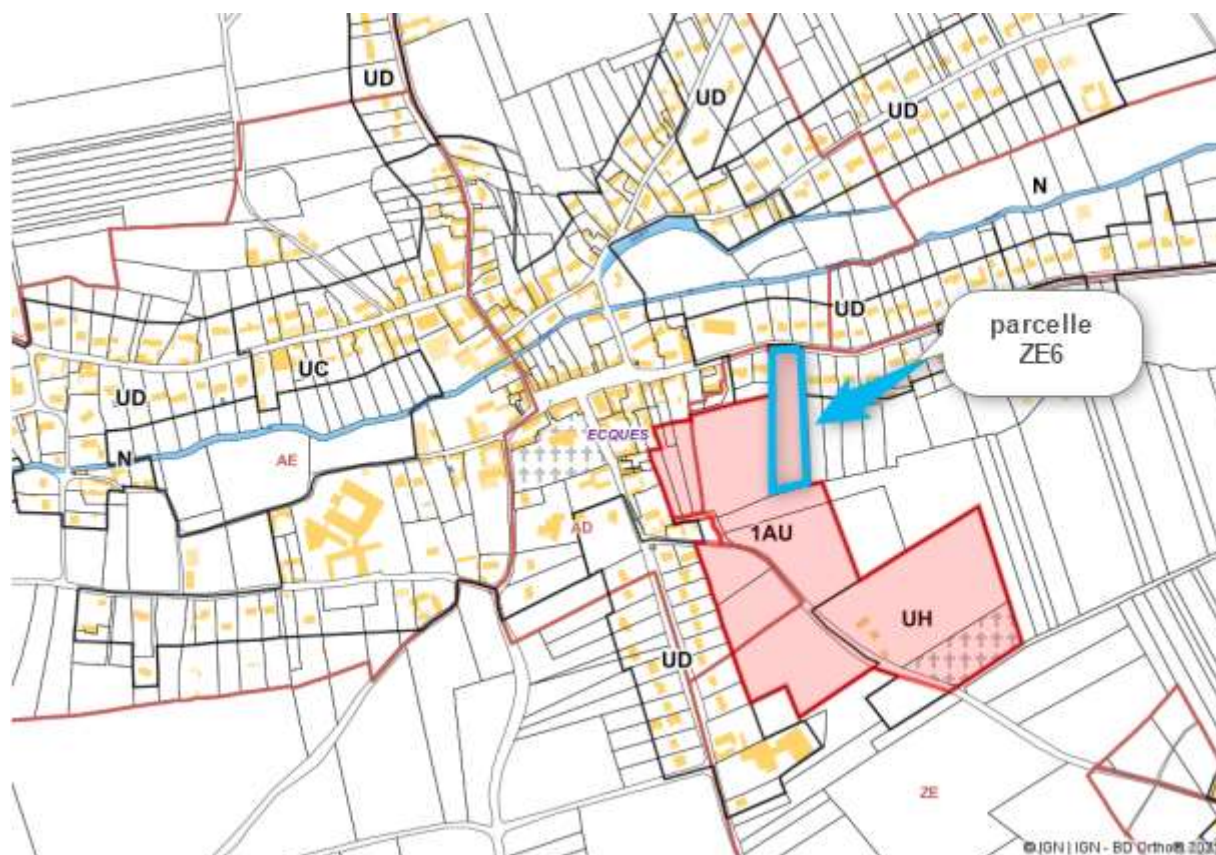 UD
UD
UD
N
UD
parcelle
ZE6
UC
UD
ECQUES
N
AE
AD
1AU
UH
UD
ZE
© IGN | IGN - BD Ortho®